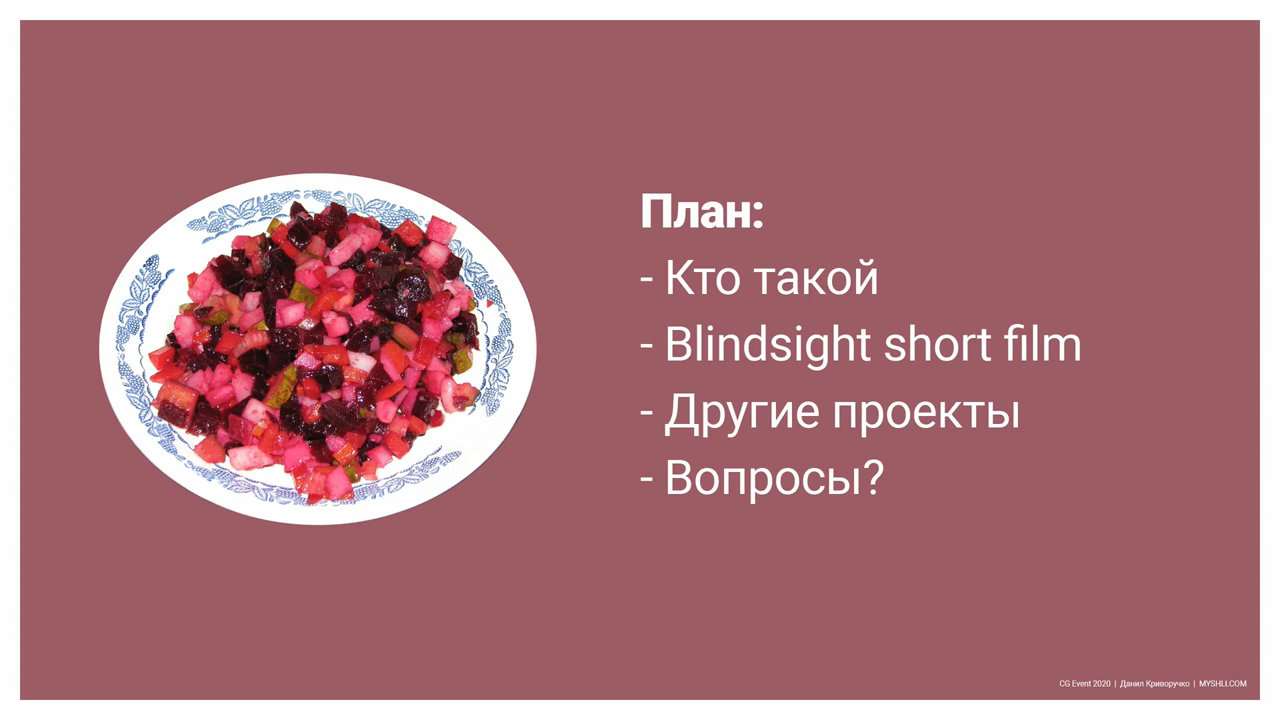 План:
- Кто такой
- Blindsight short film
- Другие проекты
- Вопросы?
CG Event 2020 | Данил Криворучко | MYSHLI.COM